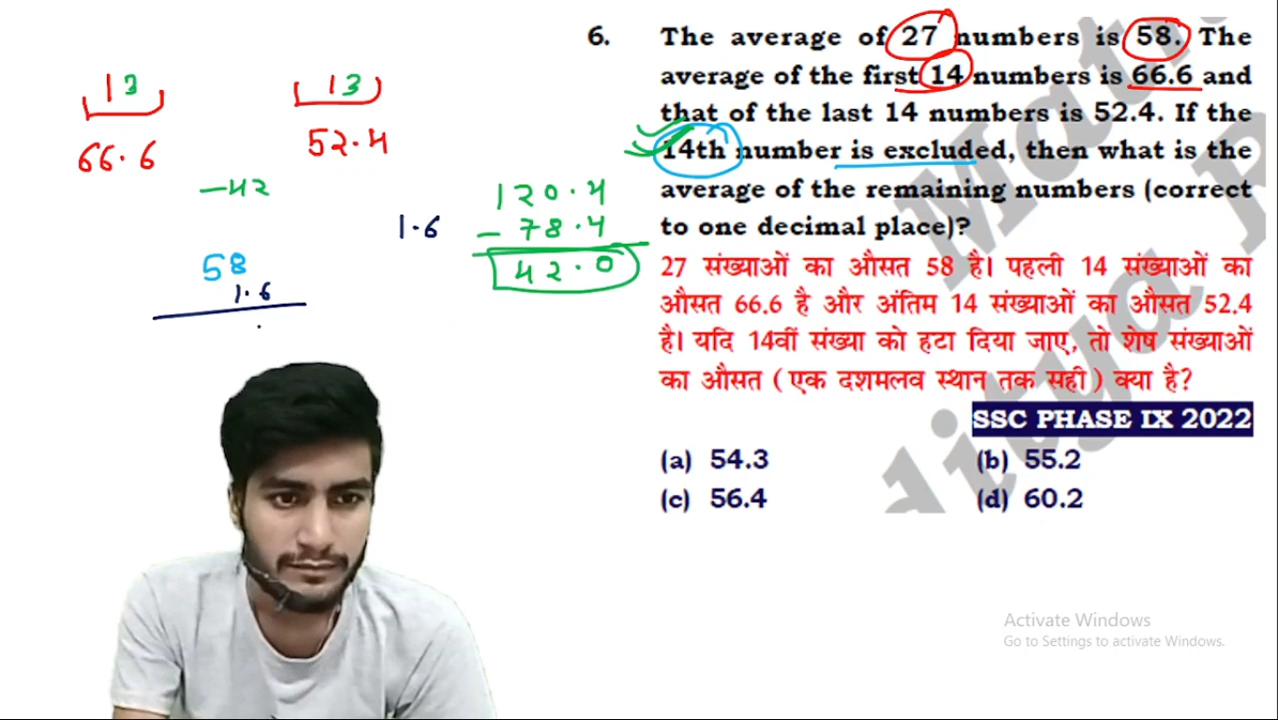 6. The average of 27 numbers is 58. The
average of the first 14 numbers is 66.6 and
that of the last 14 numbers is 52.4. If the
14th number is excluded, then what is the
average of the remaining numbers (correct
to one decimal place)?
27 संख्याओं का औसत 58 है। पहली 14 संख्याओं का
औसत 66.6 है और अंतिम 14 संख्याओं का औसत 52.4
है। यदि 14वीं संख्या को हटा दिया जाए, तो शेष संख्याओं
का औसत (एक दशमलव स्थान तक सही) क्या है?
SSC PHASE IX 2022
(a) 54.3 (b) 55.2
(c) 56.4 (d) 60.2
13 13
66.6 52.4
-42
120.4
1.6 - 78.4
42.0
58
1.6
Activate Windows
Go to Settings to activate Windows.